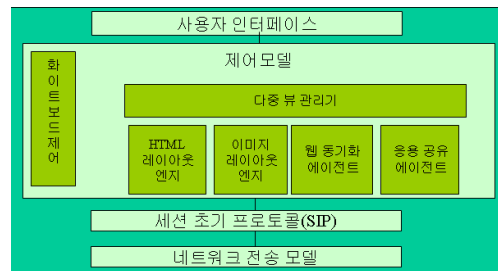 사용자 인터페이스
제어모델
화
이
트
보
드
제
어
다중 뷰 관리기
HTML
레이아웃
엔지
이미지
레이아웃
엔지
웹 동기화
에이전트
응용 공유
에이전트
세션 초기 프로토콜(SIP)
네트워크 전송 모델